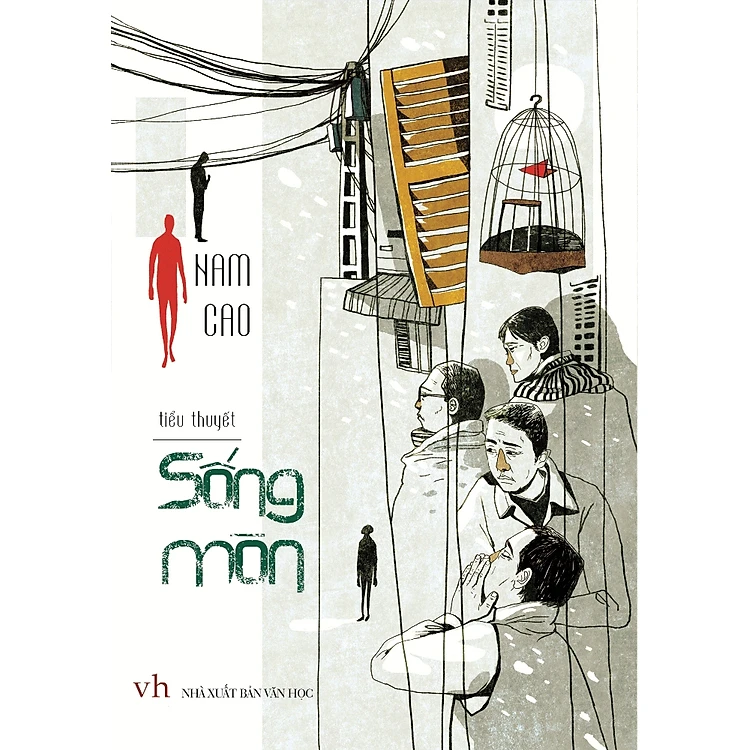 NAM
CAO
tiểu thuyết
Sống
mòn
vh NHÀ XUẤT BẢN VĂN HỌC